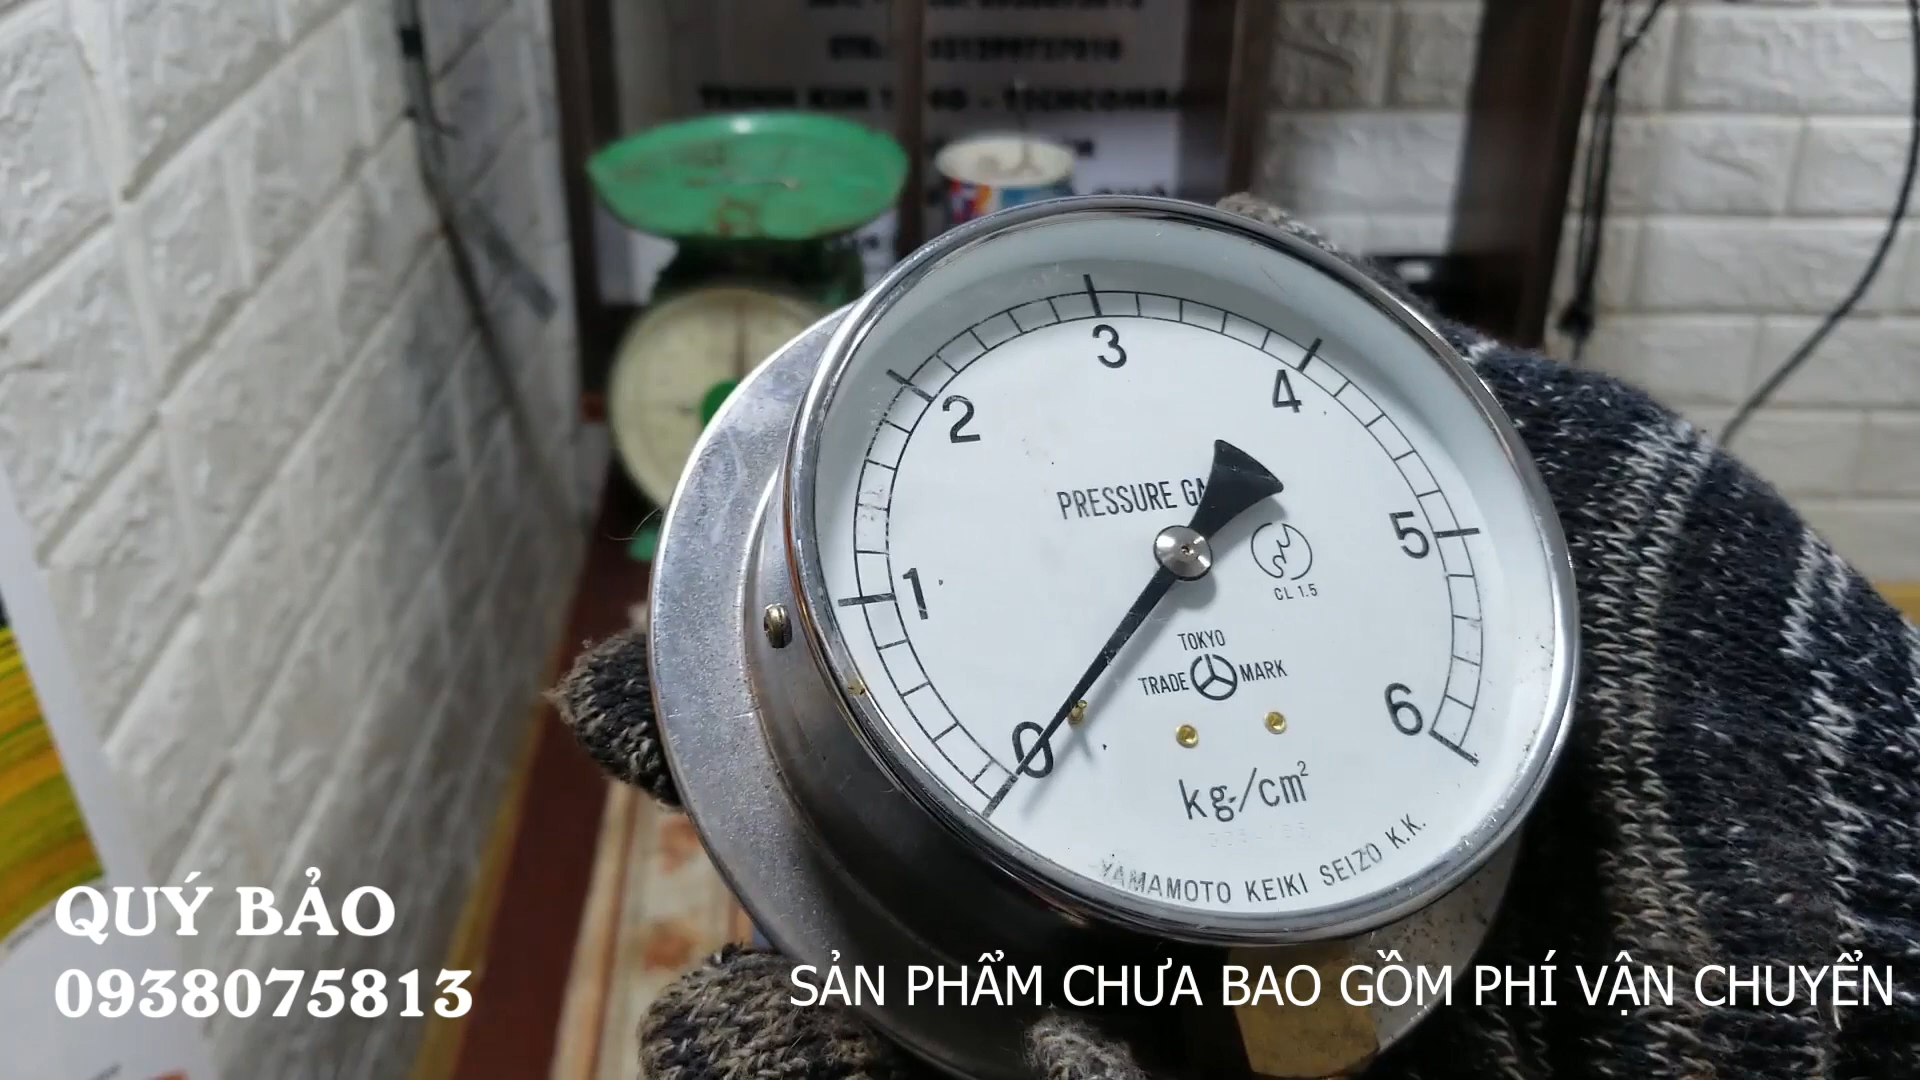 3
4
2
PRESSURE GA
5
1
CL 1.5
TOKYO
TRADE MARK
6
0
kg/cm²
YAMAMOTO KEIKI SEIZO K.K.
QUÝ BẢO
0938075813
SẢN PHẨM CHƯA BAO GỒM PHÍ VẬN CHUYỂN